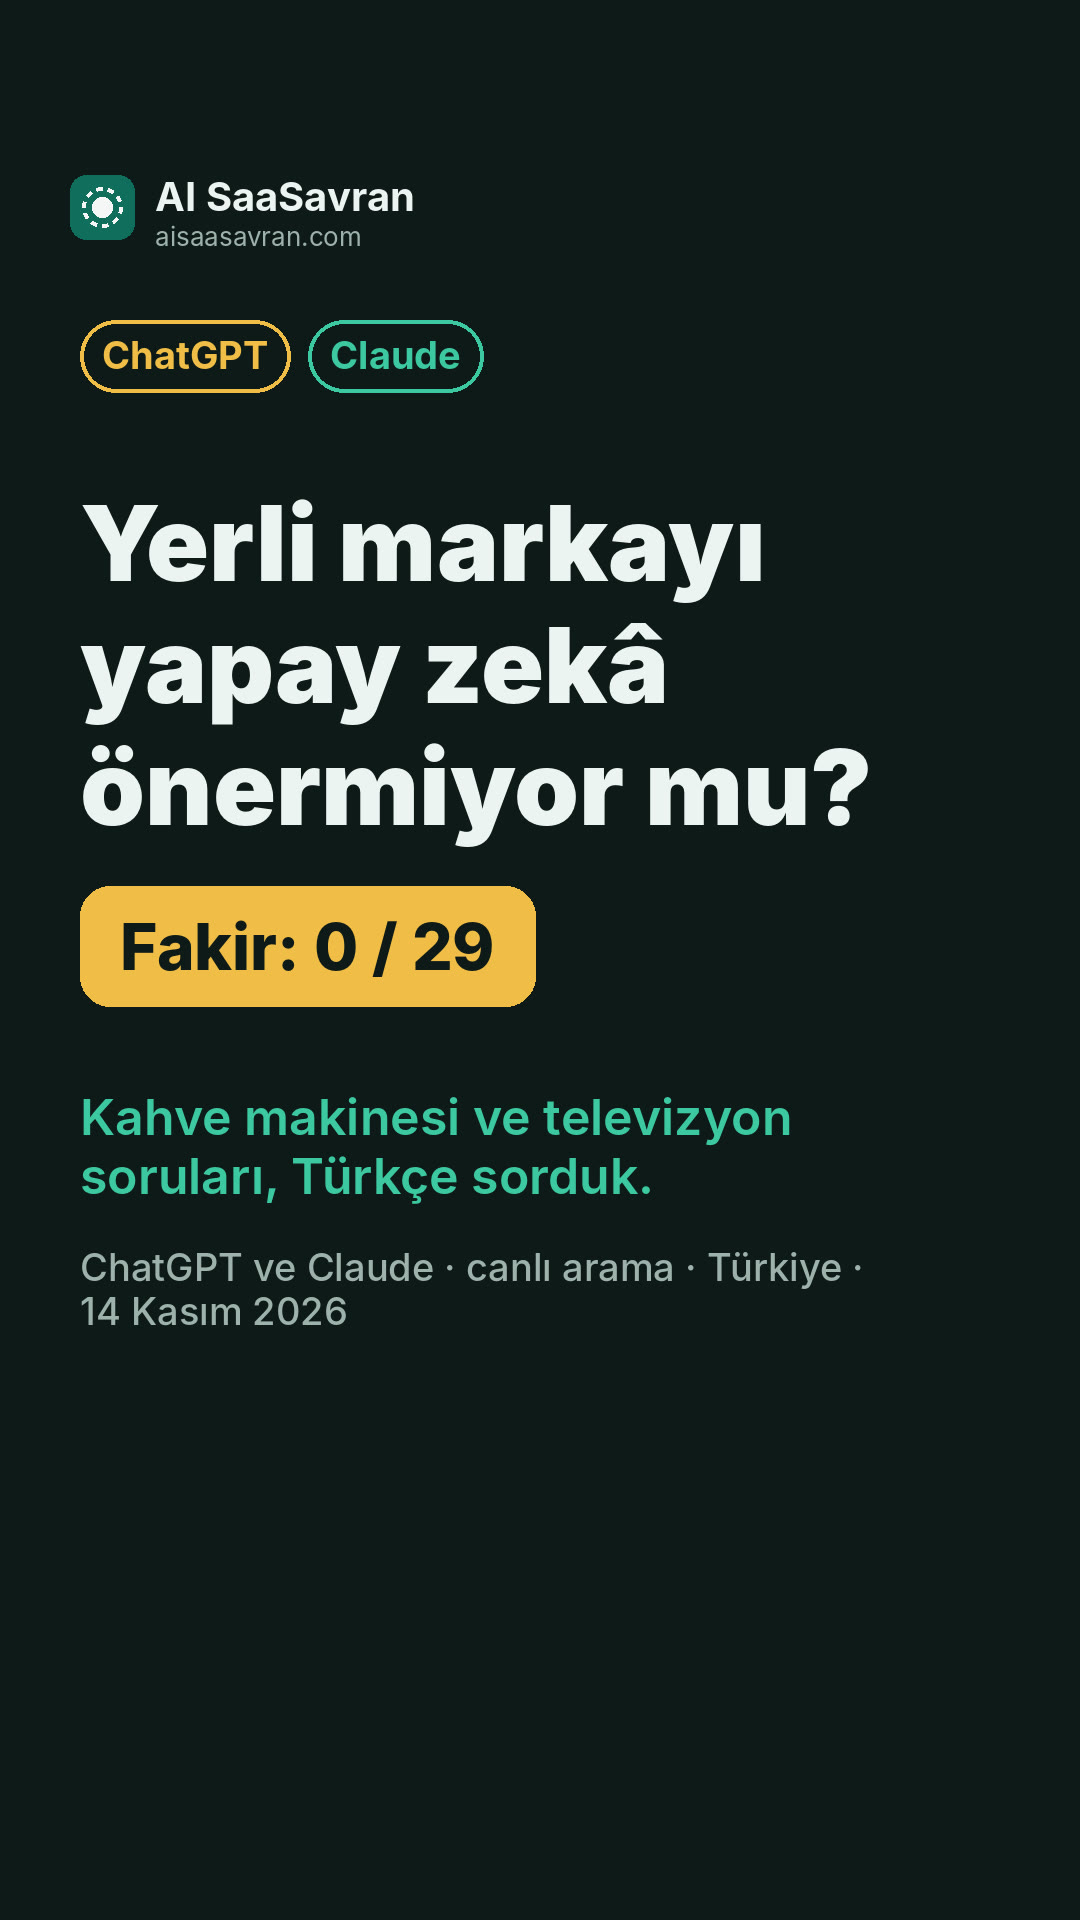 AI SaaSavran
aisaasavran.com
ChatGPT
Claude
Yerli markayı
yapay zekâ
önermiyor mu?
Fakir: 0 / 29
Kahve makinesi ve televizyon
soruları, Türkçe sorduk.
ChatGPT ve Claude · canlı arama · Türkiye ·
14 Kasım 2026